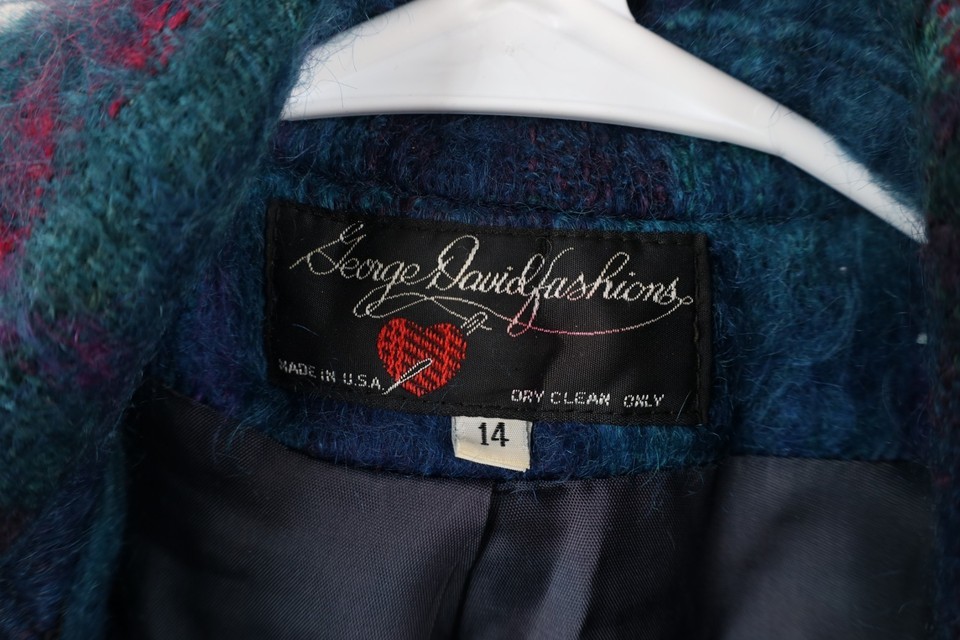 George David fashions
MADE IN U.S.A.
DRY CLEAN ONLY
14